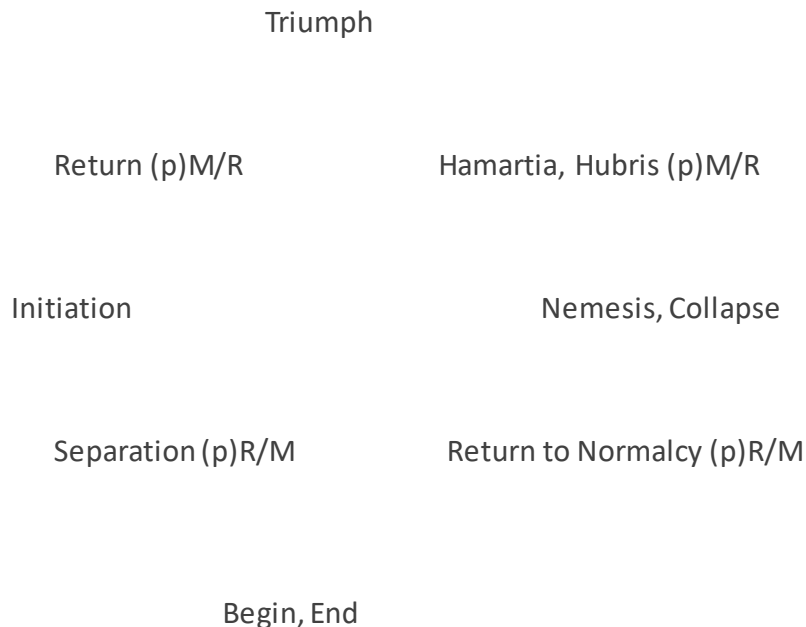 Triumph
Return (p)M/R
Hamartia, Hubris (p)M/R
Initiation
Nemesis, Collapse
Separation (p)R/M
Return to Normalcy (p)R/M
Begin, End